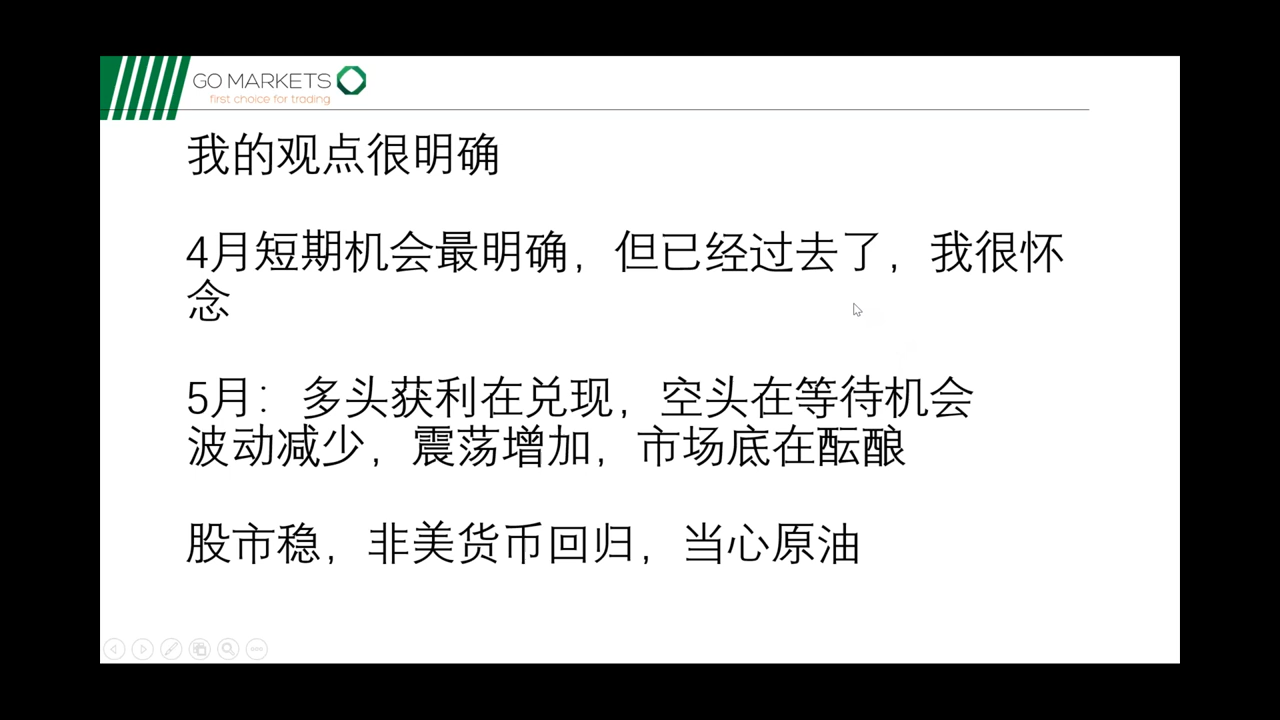 GO MARKETS
first choice for trading
我的观点很明确
4月短期机会最明确，但已经过去了，我很怀
念
5月：多头获利在兑现，空头在等待机会
波动减少，震荡增加，市场底在酝酿
股市稳，非美货币回归，当心原油